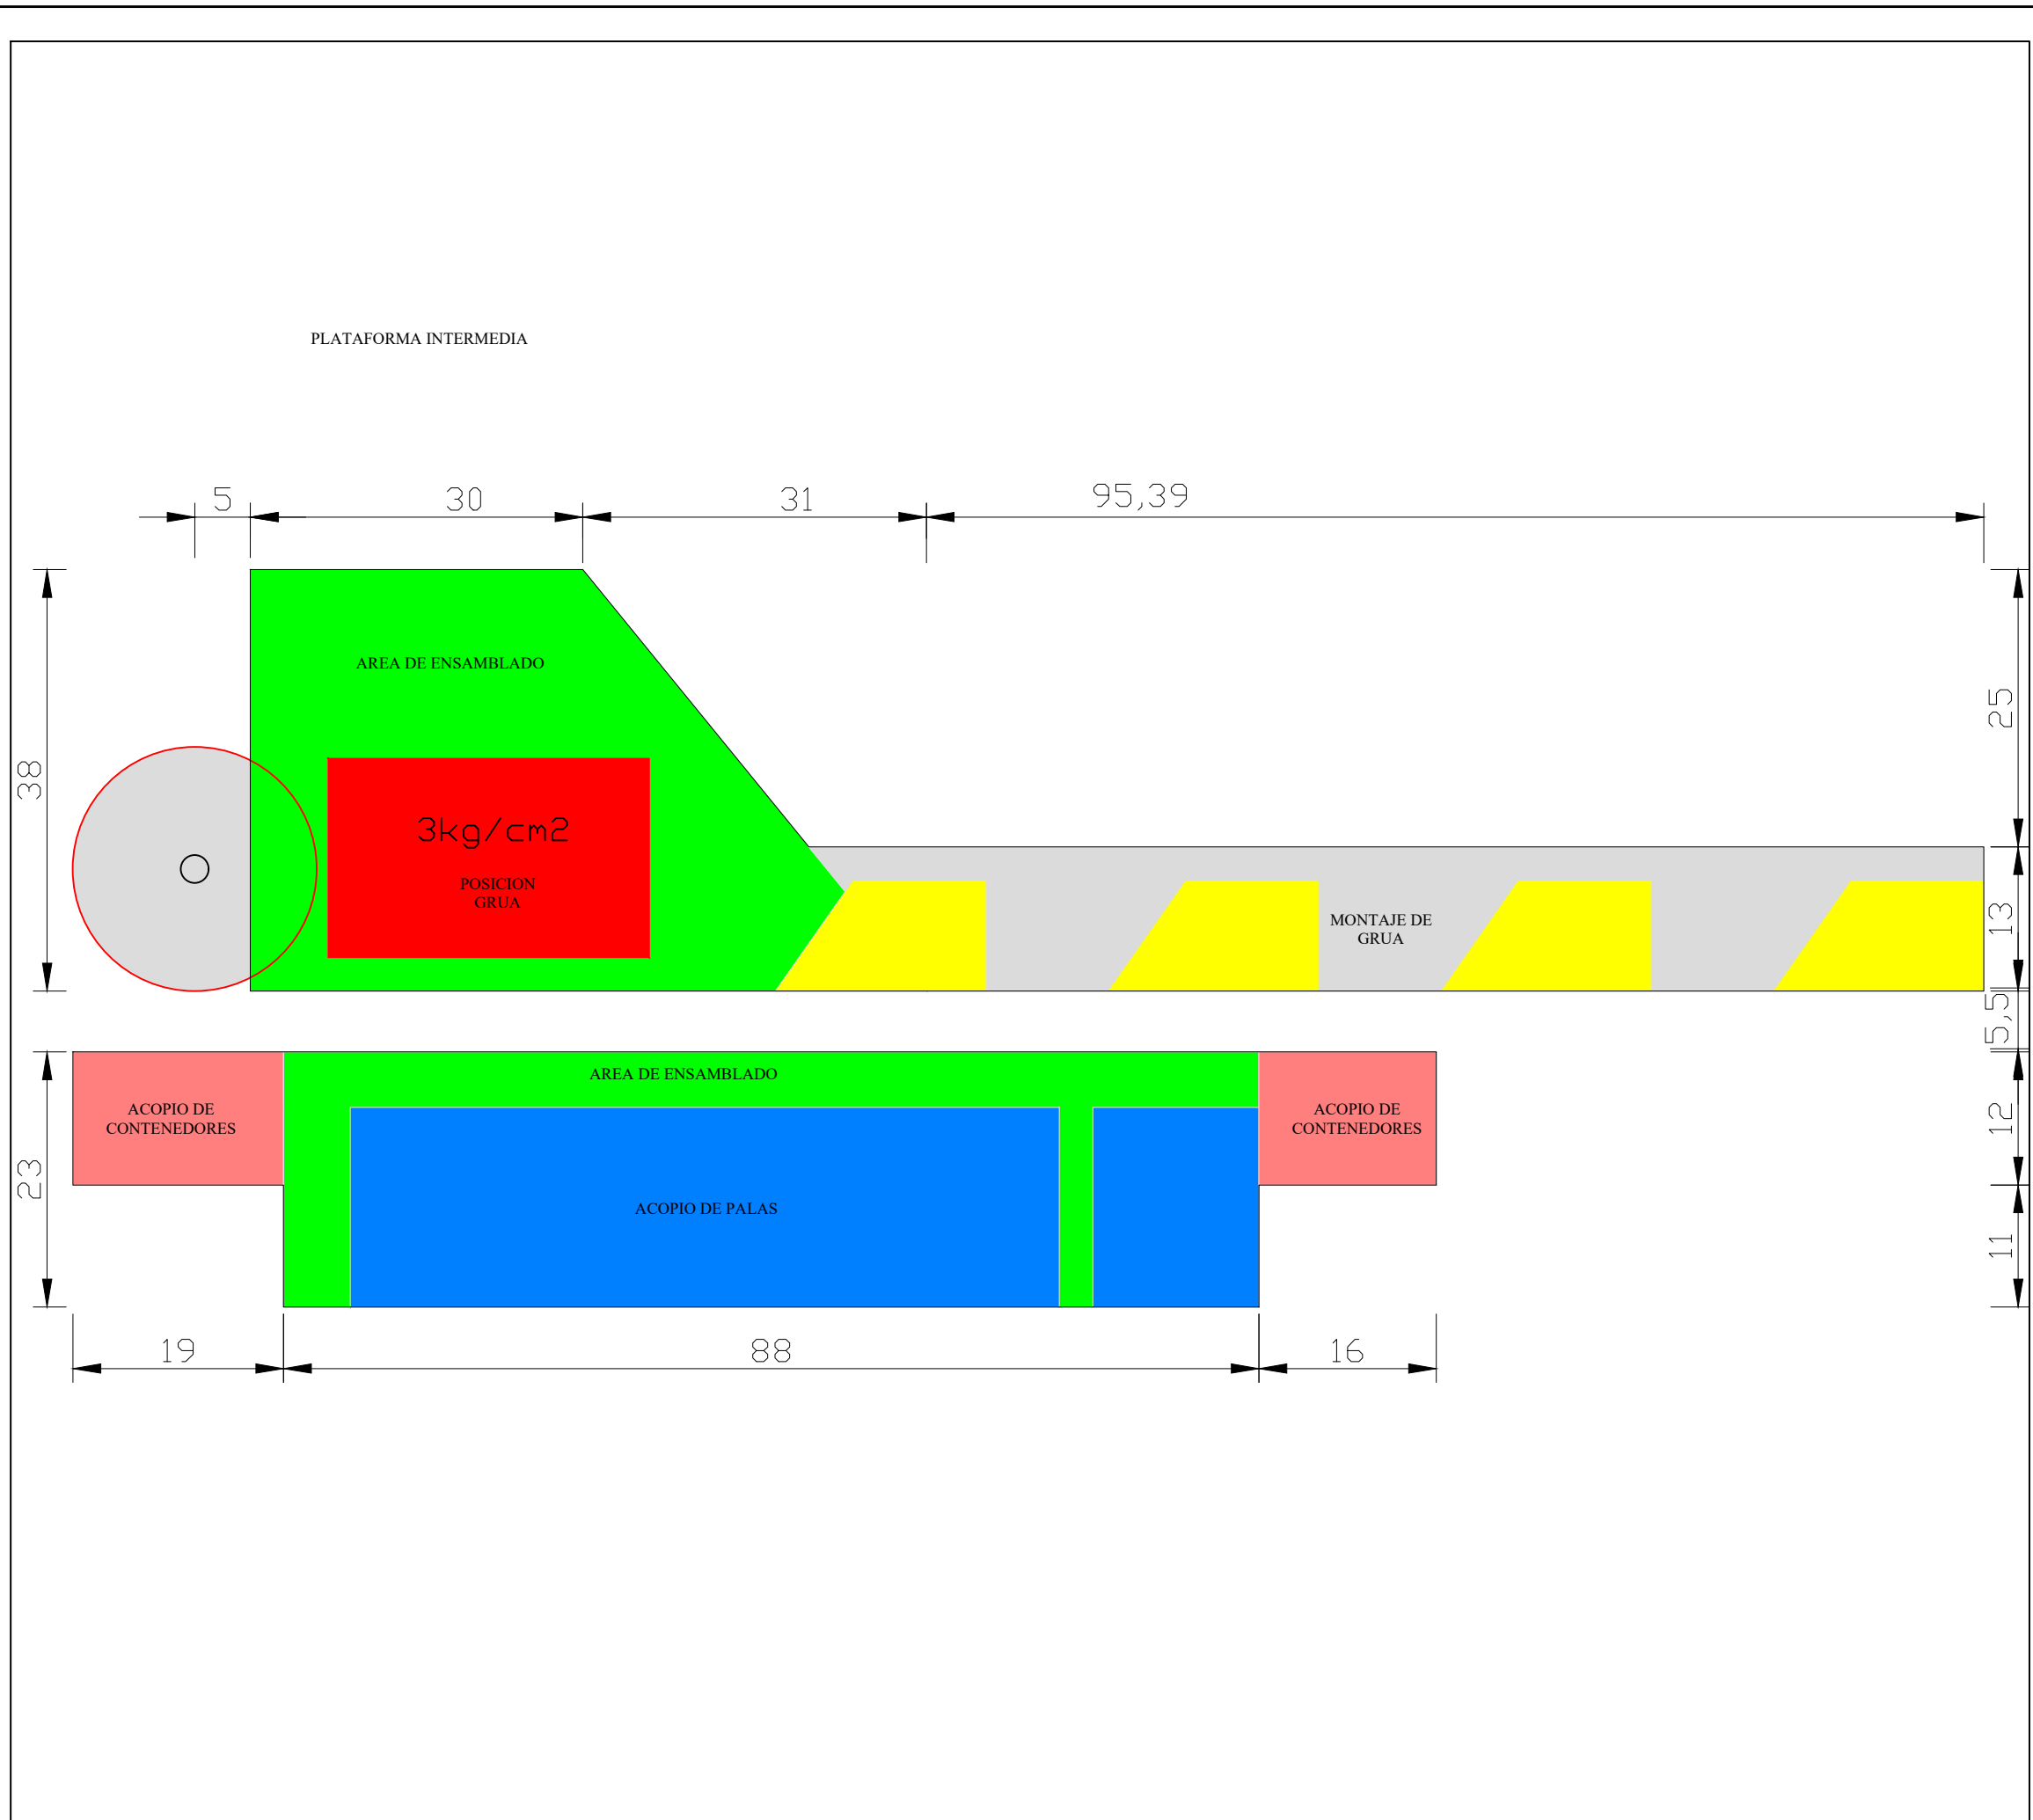 PLATAFORMA INTERMEDIA
5
30
31
95,39
38
25
AREA DE ENSAMBLADO
3kg/cm2
POSICION
GRUA
MONTAJE DE
GRUA
13
5,5
AREA DE ENSAMBLADO
ACOPIO DE
CONTENEDORES
ACOPIO DE
CONTENEDORES
12
23
ACOPIO DE PALAS
11
19
88
16